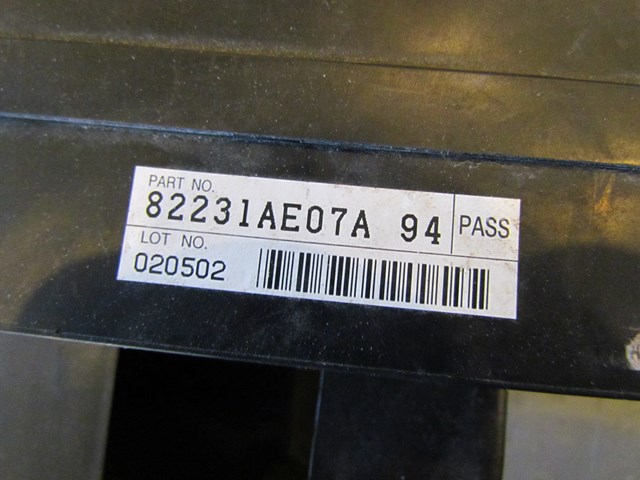 PART NO.
82231AE07A 94 PASS
LOT NO.
020502